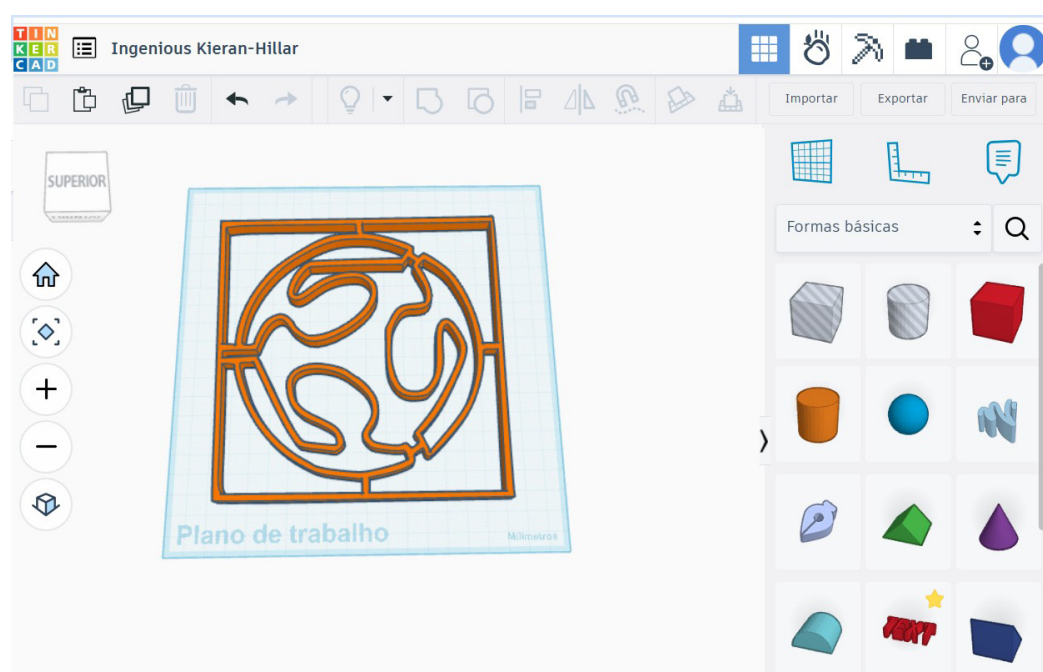 TIN
KER
CAD
Ingenious Kieran-Hillar
Importar
Exportar
Enviar para
SUPERIOR
Formas básicas
Plano de trabalho
Milímetros
TEXT